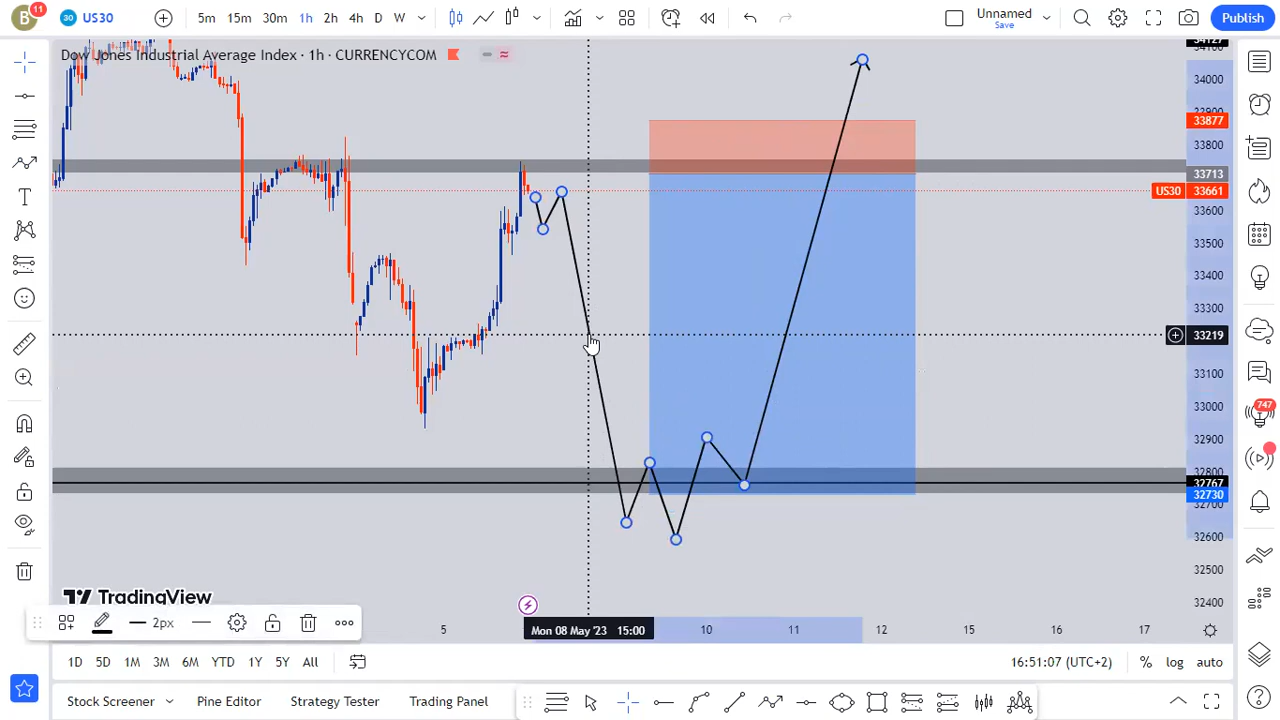 B 11 30 US30 5m 15m 30m 1h 2h 4h D W Unnamed Save Publish
Dow Jones Industrial Average Index · 1h · CURRENCYCOM
34127
34100
34000
33900
33877
33800
33713
US30 33661
33600
33500
33400
33300
33219
33100
33000
32900
32800
32767
32730
32700
32600
32500
32400
747
TradingView
2px
5 Mon 08 May '23 15:00 10 11 12 15 16 17
1D 5D 1M 3M 6M YTD 1Y 5Y All 16:51:07 (UTC+2) % log auto
Stock Screener Pine Editor Strategy Tester Trading Panel